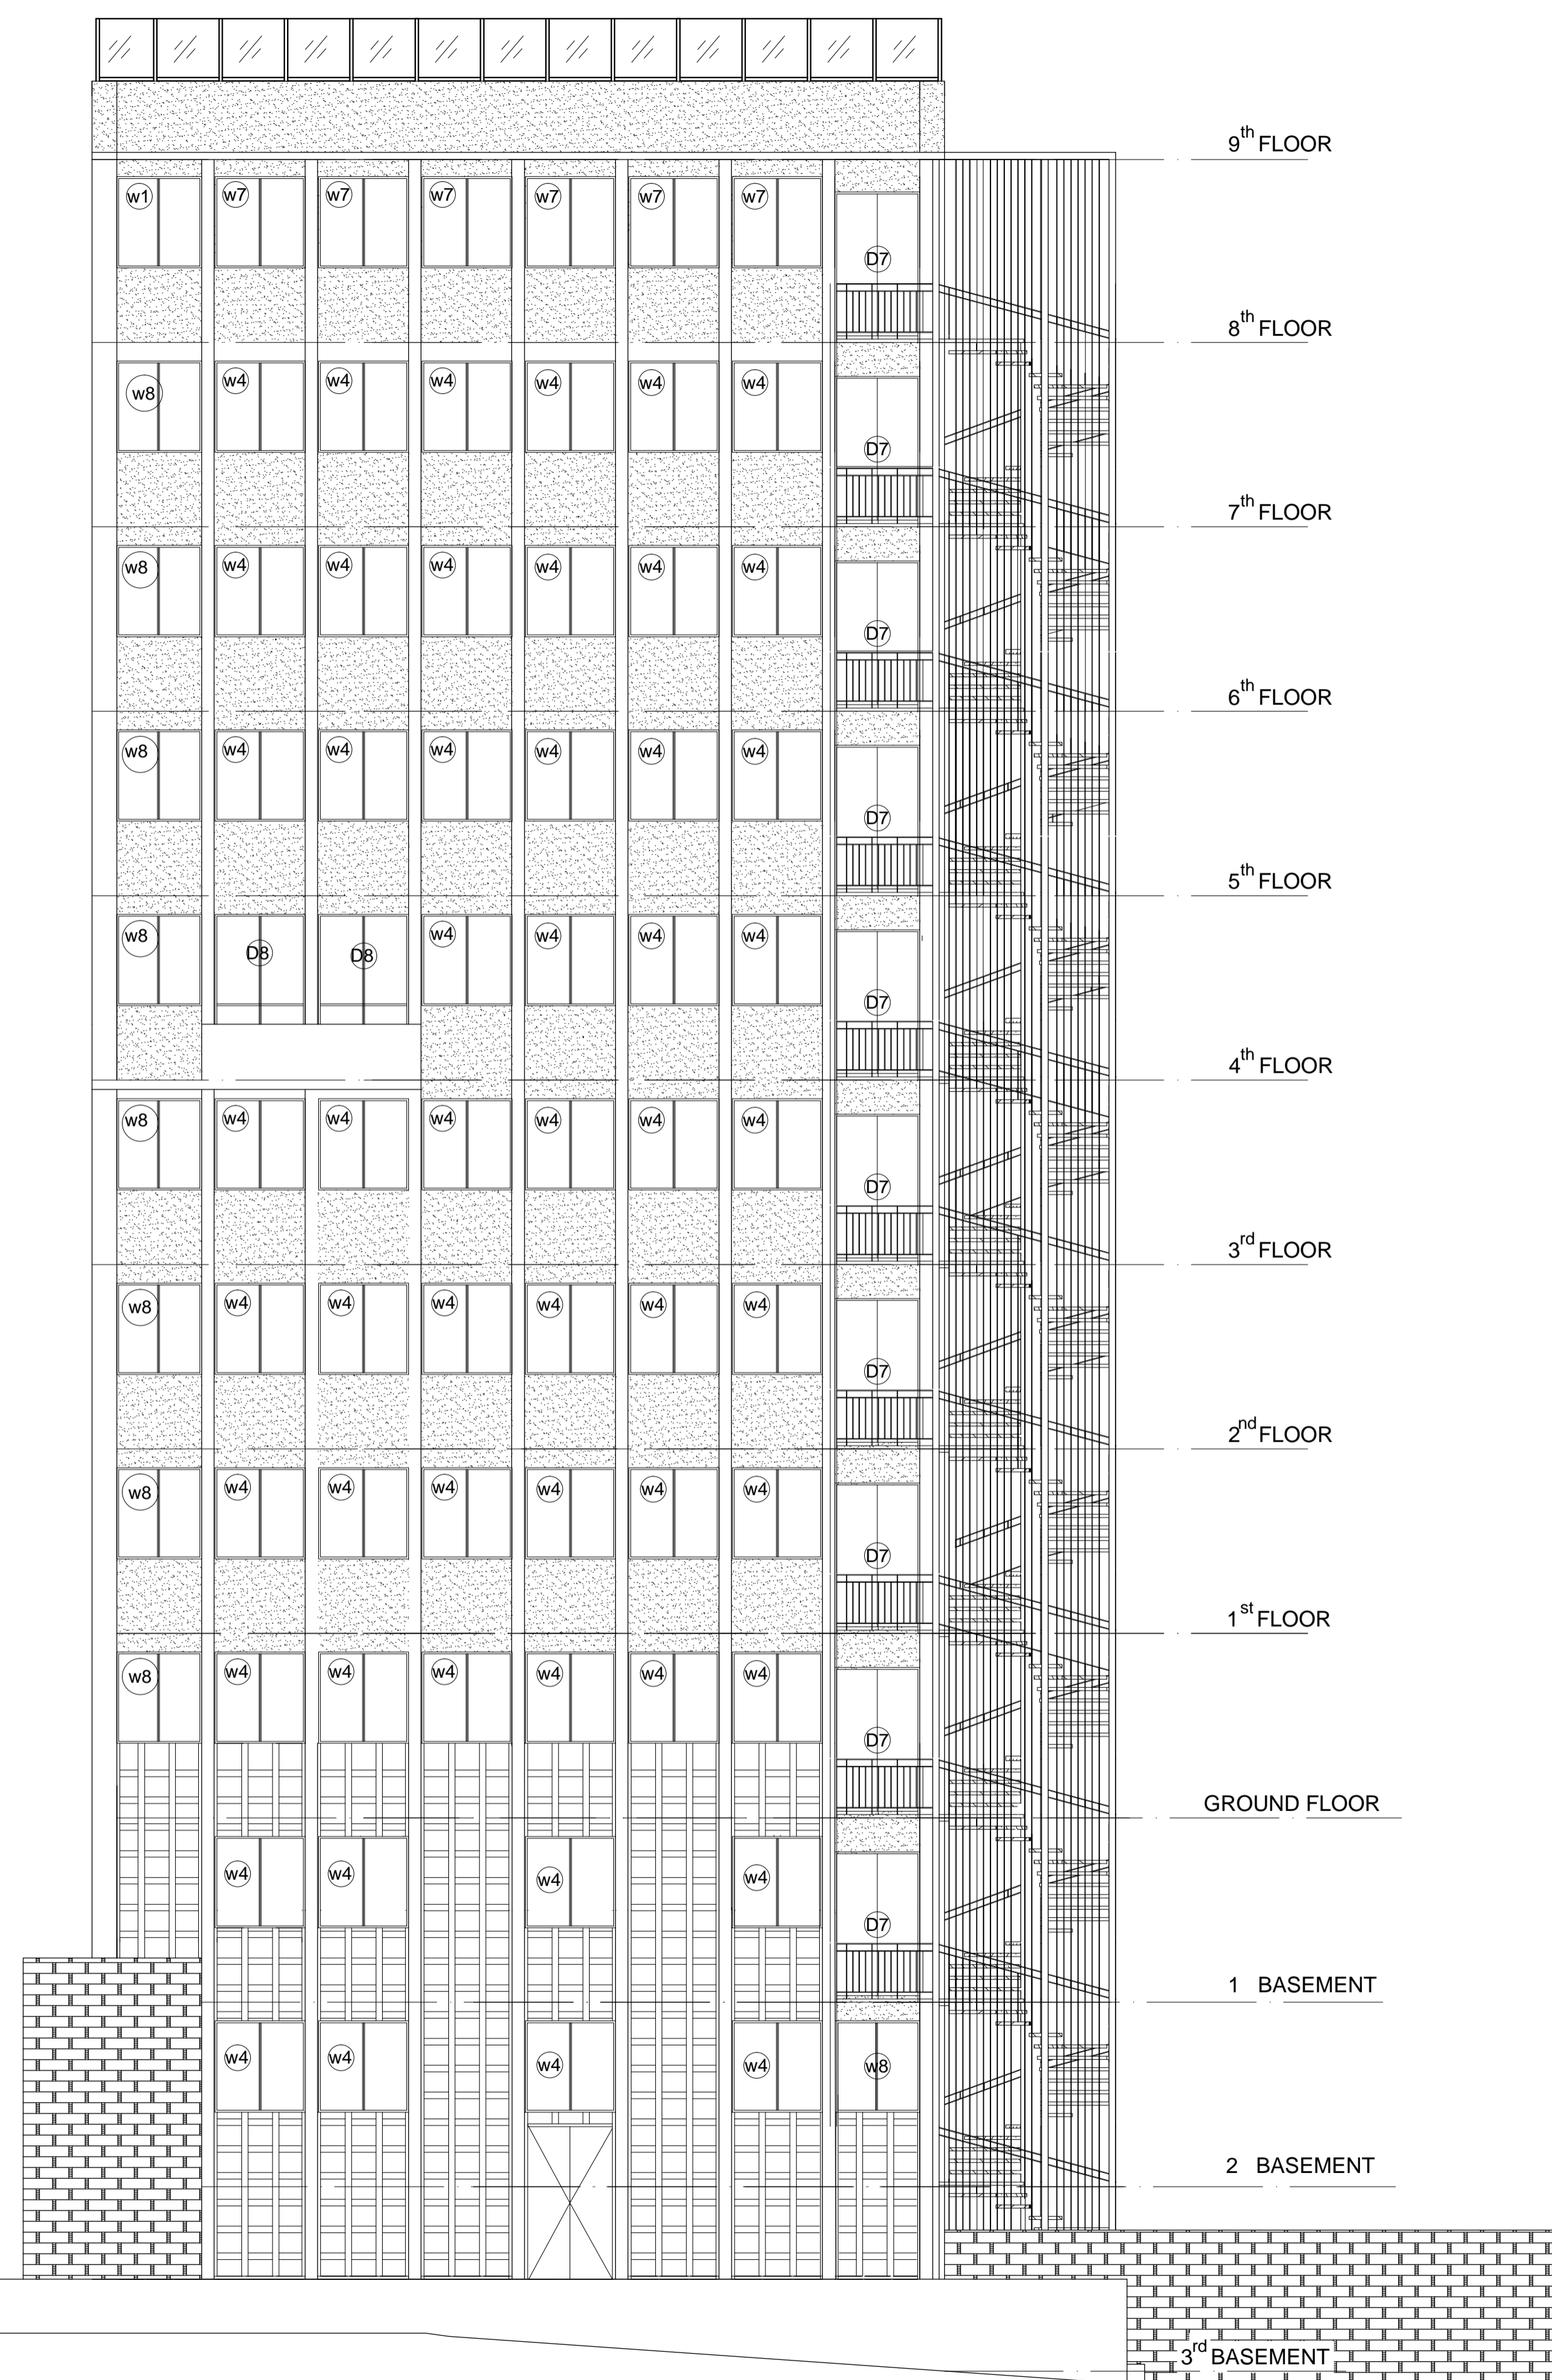 9th FLOOR
w1 w7 w7 w7 w7 w7 w7
D7
8th FLOOR
w8 w4 w4 w4 w4 w4 w4
D7
7th FLOOR
w8 w4 w4 w4 w4 w4 w4
D7
6th FLOOR
w8 w4 w4 w4 w4 w4 w4
D7
5th FLOOR
w8 D8 D8 w4 w4 w4 w4
D7
4th FLOOR
w8 w4 w4 w4 w4 w4 w4
D7
3rd FLOOR
w8 w4 w4 w4 w4 w4 w4
D7
2nd FLOOR
w8 w4 w4 w4 w4 w4 w4
D7
1st FLOOR
w8 w4 w4 w4 w4 w4 w4
D7
GROUND FLOOR
w4 w4 w4 w4
D7
1 BASEMENT
w4 w4 w4 w4 w8
2 BASEMENT
3rd BASEMENT